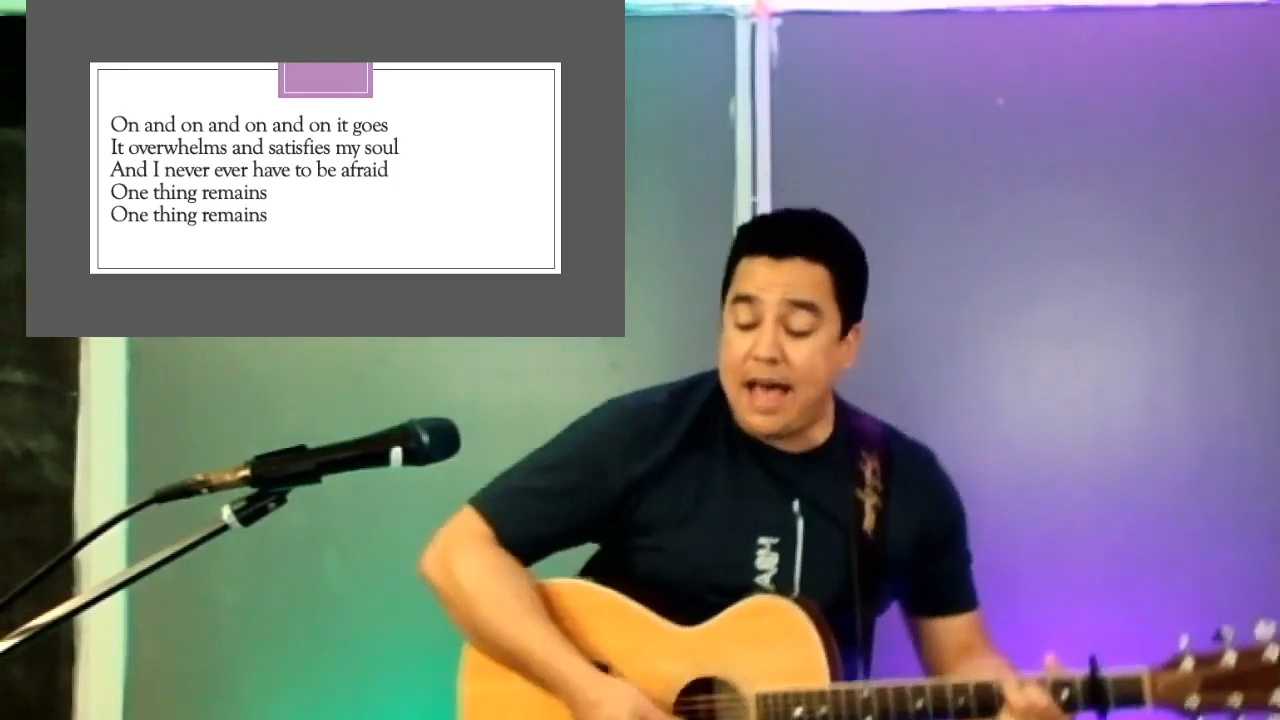 On and on and on and on it goes
It overwhelms and satisfies my soul
And I never ever have to be afraid
One thing remains
One thing remains